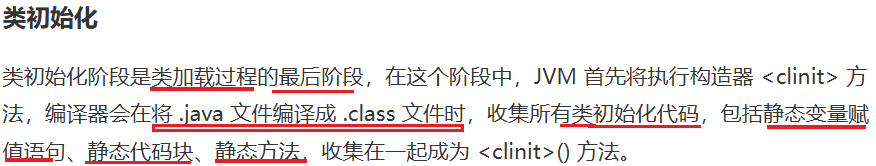 类初始化
类初始化阶段是类加载过程的最后阶段，在这个阶段中，JVM 首先将执行构造器 <clinit> 方
法，编译器会在将 .java 文件编译成 .class 文件时，收集所有类初始化代码，包括静态变量赋
值语句、静态代码块、静态方法，收集在一起成为 <clinit>() 方法。